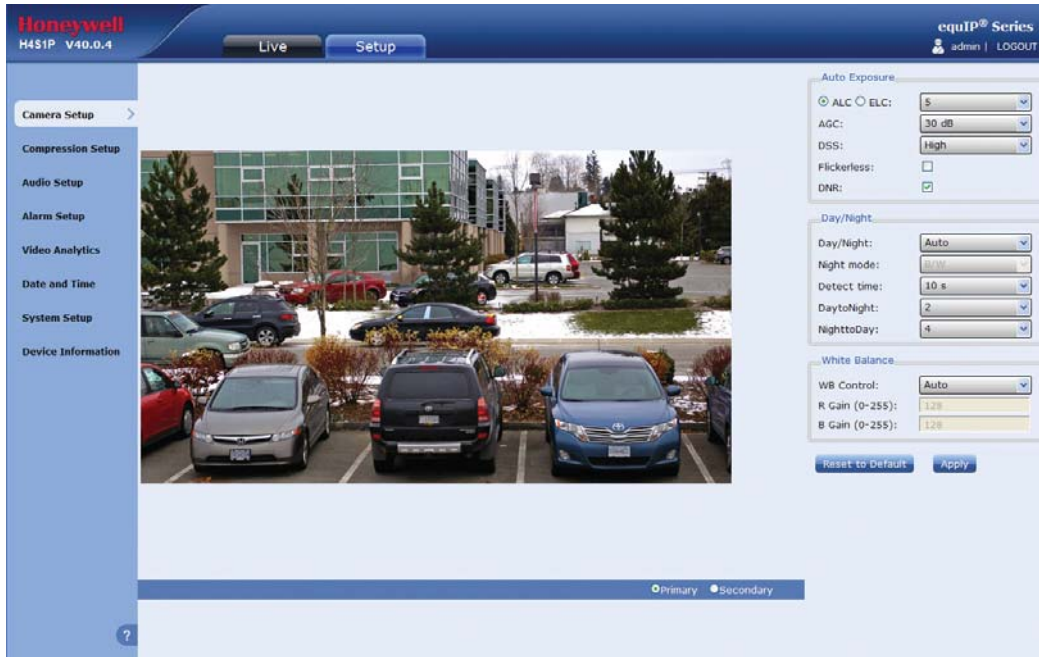 Honeywell
H4S1P V40.0.4
Live
Setup
equIP® Series
admin | LOGOUT
Camera Setup
Compression Setup
Audio Setup
Alarm Setup
Video Analytics
Date and Time
System Setup
Device Information
?
Auto Exposure
ALC ELC: 5
AGC: 30 dB
DSS: High
Flickerless:
DNR:
Day/Night
Day/Night: Auto
Night mode: B/W
Detect time: 10 s
DaytoNight: 2
NighttoDay: 4
White Balance
WB Control: Auto
R Gain (0-255): 128
B Gain (0-255): 128
Reset to Default Apply
Primary Secondary